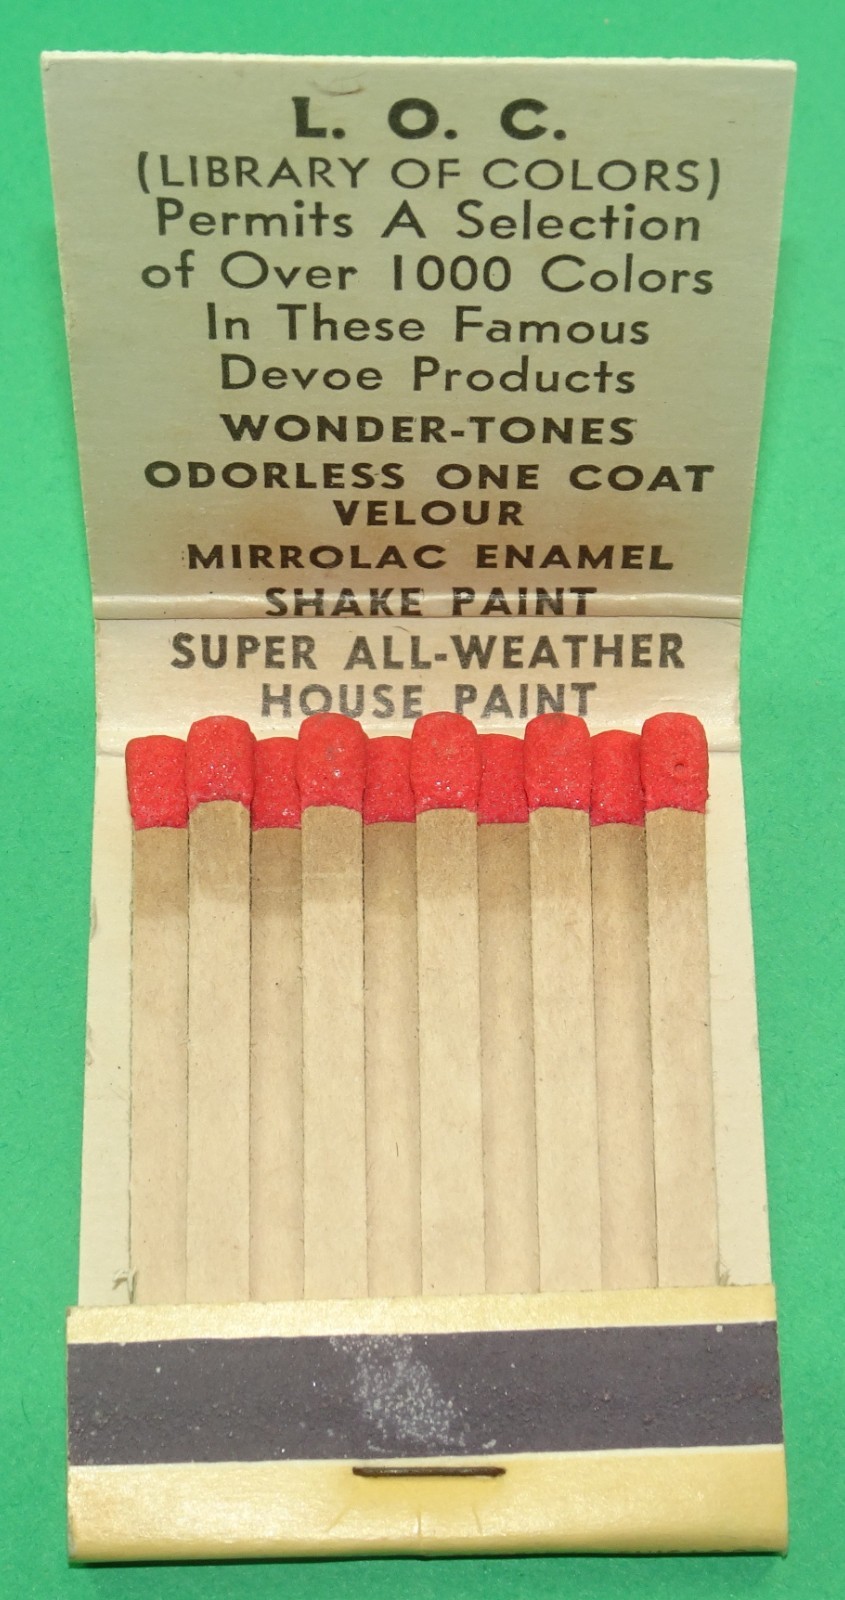 L. O. C.
(LIBRARY OF COLORS)
Permits A Selection
of Over 1000 Colors
In These Famous
Devoe Products
WONDER-TONES
ODORLESS ONE COAT
VELOUR
MIRROLAC ENAMEL
SHAKE PAINT
SUPER ALL-WEATHER
HOUSE PAINT